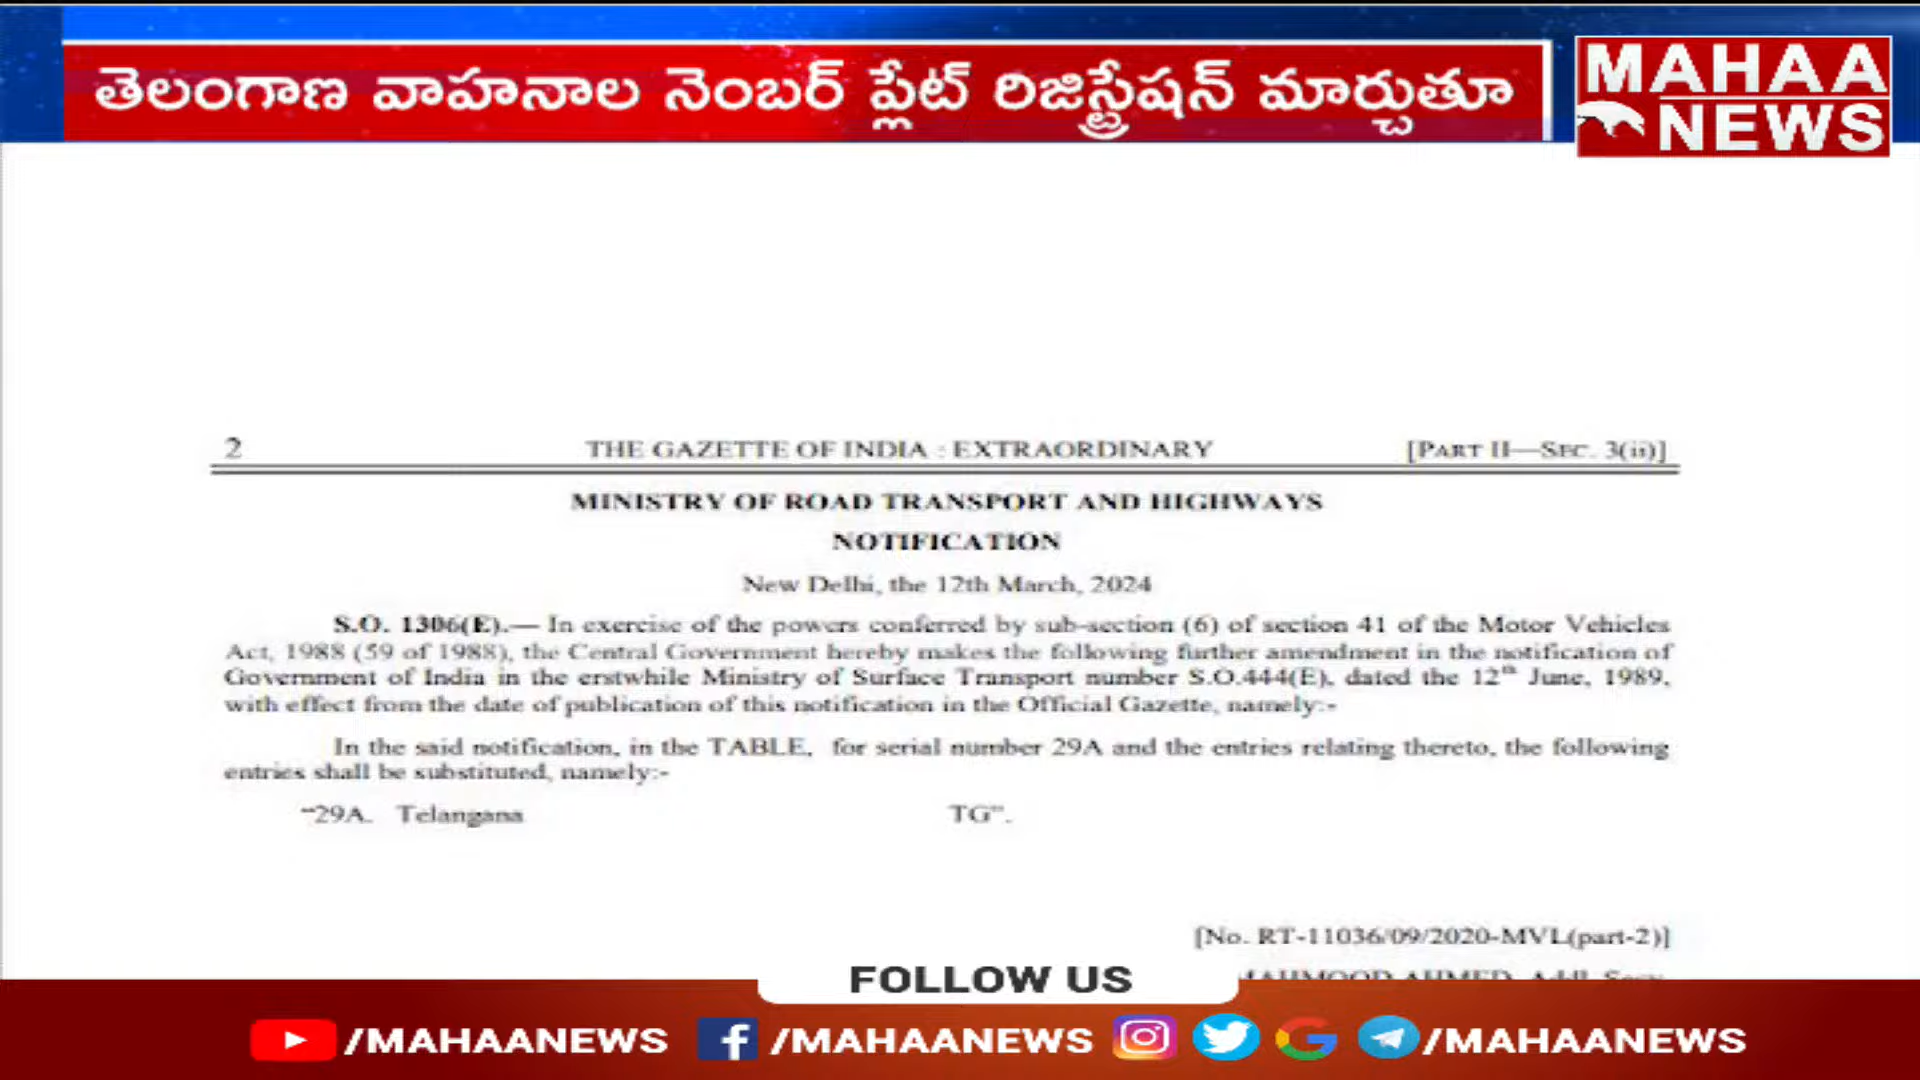 తెలంగాణ వాహనాల నెంబర్ ప్లేట్ రిజిస్ట్రేషన్ మార్చుతూ
MAHAA
NEWS
2 THE GAZETTE OF INDIA : EXTRAORDINARY [PART II—SEC. 3(ii)]
MINISTRY OF ROAD TRANSPORT AND HIGHWAYS
NOTIFICATION
New Delhi, the 12th March, 2024
S.O. 1306(E).— In exercise of the powers conferred by sub-section (6) of section 41 of the Motor Vehicles
Act, 1988 (59 of 1988), the Central Government hereby makes the following further amendment in the notification of
Government of India in the erstwhile Ministry of Surface Transport number S.O.444(E), dated the 12th June, 1989,
with effect from the date of publication of this notification in the Official Gazette, namely:-
In the said notification, in the TABLE, for serial number 29A and the entries relating thereto, the following
entries shall be substituted, namely:-
“29A. Telangana TG”.
[No. RT-11036/09/2020-MVL(part-2)]
MAHMOOD AHMED, Addl. Secy.
FOLLOW US
/MAHAANEWS /MAHAANEWS /MAHAANEWS